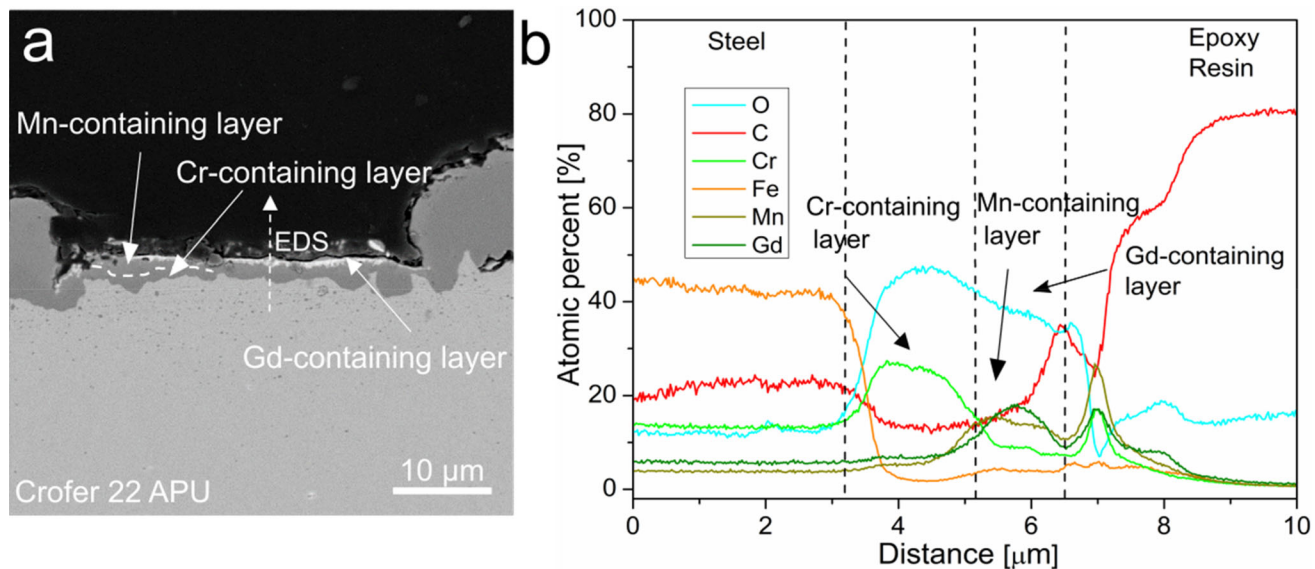 a
Mn-containing layer
Cr-containing layer
EDS
Gd-containing layer
Crofer 22 APU
10 μm
b
100
80
60
40
20
0
Atomic percent [%]
Steel
Epoxy
Resin
O
C
Cr
Fe
Mn
Gd
Cr-containing
layer
Mn-containing
layer
Gd-containing
layer
0
2
4
6
8
10
Distance [μm]